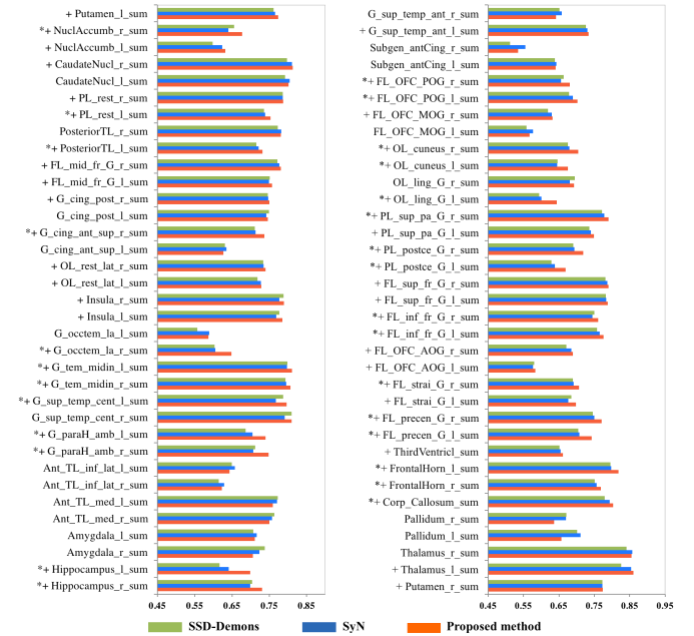 + Putamen_l_sum
*+ NuclAccumb_r_sum
+ NuclAccumb_l_sum
+ CaudateNucl_r_sum
CaudateNucl_l_sum
+ PL_rest_r_sum
*+ PL_rest_l_sum
PosteriorTL_r_sum
*+ PosteriorTL_l_sum
+ FL_mid_fr_G_r_sum
+ FL_mid_fr_G_l_sum
+ G_cing_post_r_sum
G_cing_post_l_sum
*+ G_cing_ant_sup_r_sum
G_cing_ant_sup_l_sum
+ OL_rest_lat_r_sum
+ OL_rest_lat_l_sum
+ Insula_r_sum
+ Insula_l_sum
G_occtem_la_l_sum
*+ G_occtem_la_r_sum
*+ G_tem_midin_l_sum
*+ G_tem_midin_r_sum
*+ G_sup_temp_cent_l_sum
G_sup_temp_cent_r_sum
*+ G_paraH_amb_l_sum
*+ G_paraH_amb_r_sum
Ant_TL_inf_lat_l_sum
Ant_TL_inf_lat_r_sum
Ant_TL_med_l_sum
Ant_TL_med_r_sum
Amygdala_l_sum
Amygdala_r_sum
*+ Hippocampus_l_sum
*+ Hippocampus_r_sum
0.45 0.55 0.65 0.75 0.85
G_sup_temp_ant_r_sum
+ G_sup_temp_ant_l_sum
Subgen_antCing_r_sum
Subgen_antCing_l_sum
*+ FL_OFC_POG_r_sum
*+ FL_OFC_POG_l_sum
+ FL_OFC_MOG_r_sum
FL_OFC_MOG_l_sum
*+ OL_cuneus_r_sum
*+ OL_cuneus_l_sum
OL_ling_G_r_sum
*+ OL_ling_G_l_sum
*+ PL_sup_pa_G_r_sum
+ PL_sup_pa_G_l_sum
*+ PL_postce_G_r_sum
*+ PL_postce_G_l_sum
+ FL_sup_fr_G_r_sum
+ FL_sup_fr_G_l_sum
*+ FL_inf_fr_G_r_sum
*+ FL_inf_fr_G_l_sum
+ FL_OFC_AOG_r_sum
+ FL_OFC_AOG_l_sum
*+ FL_strai_G_r_sum
+ FL_strai_G_l_sum
*+ FL_precen_G_r_sum
*+ FL_precen_G_l_sum
+ ThirdVentricl_sum
*+ FrontalHorn_l_sum
*+ FrontalHorn_r_sum
*+ Corp_Callosum_sum
Pallidum_r_sum
Pallidum_l_sum
Thalamus_r_sum
+ Thalamus_l_sum
+ Putamen_r_sum
0.45 0.55 0.65 0.75 0.85 0.95
SSD-Demons SyN Proposed method